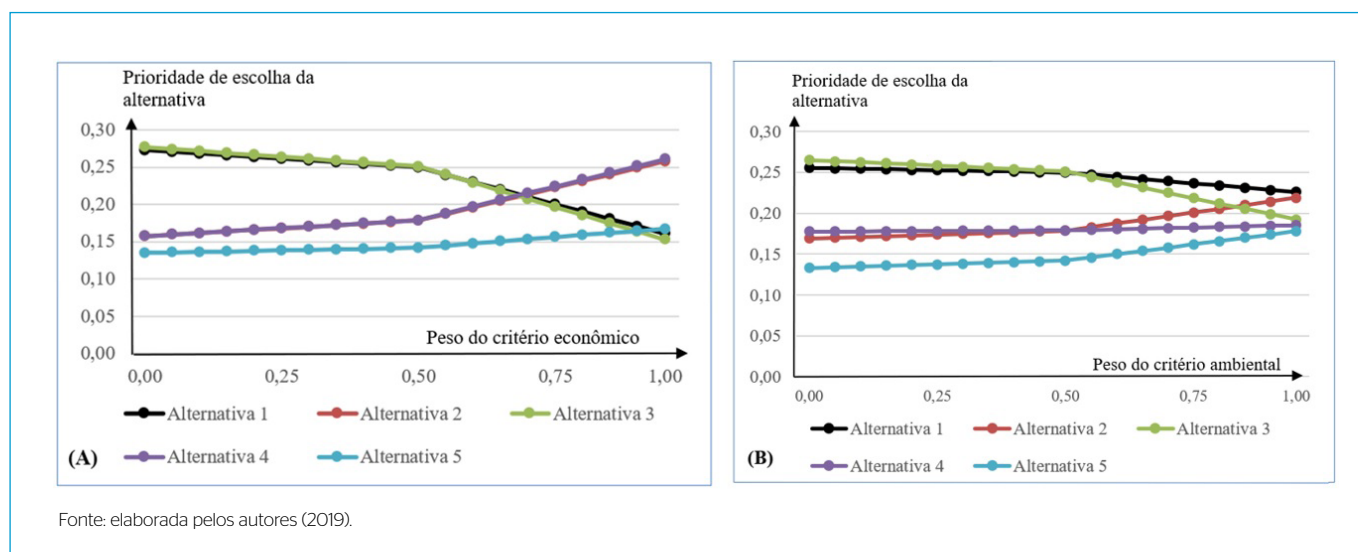 Prioridade de escolha da
alternativa
0,30
0,25
0,20
0,15
0,10
0,05
0,00
Peso do critério econômico
0,00 0,25 0,50 0,75 1,00
Alternativa 1 Alternativa 2 Alternativa 3
(A) Alternativa 4 Alternativa 5
Prioridade de escolha da
alternativa
0,30
0,25
0,20
0,15
0,10
0,05
0,00
Peso do critério ambiental
0,00 0,25 0,50 0,75 1,00
Alternativa 1 Alternativa 2 Alternativa 3
(B) Alternativa 4 Alternativa 5
Fonte: elaborada pelos autores (2019).